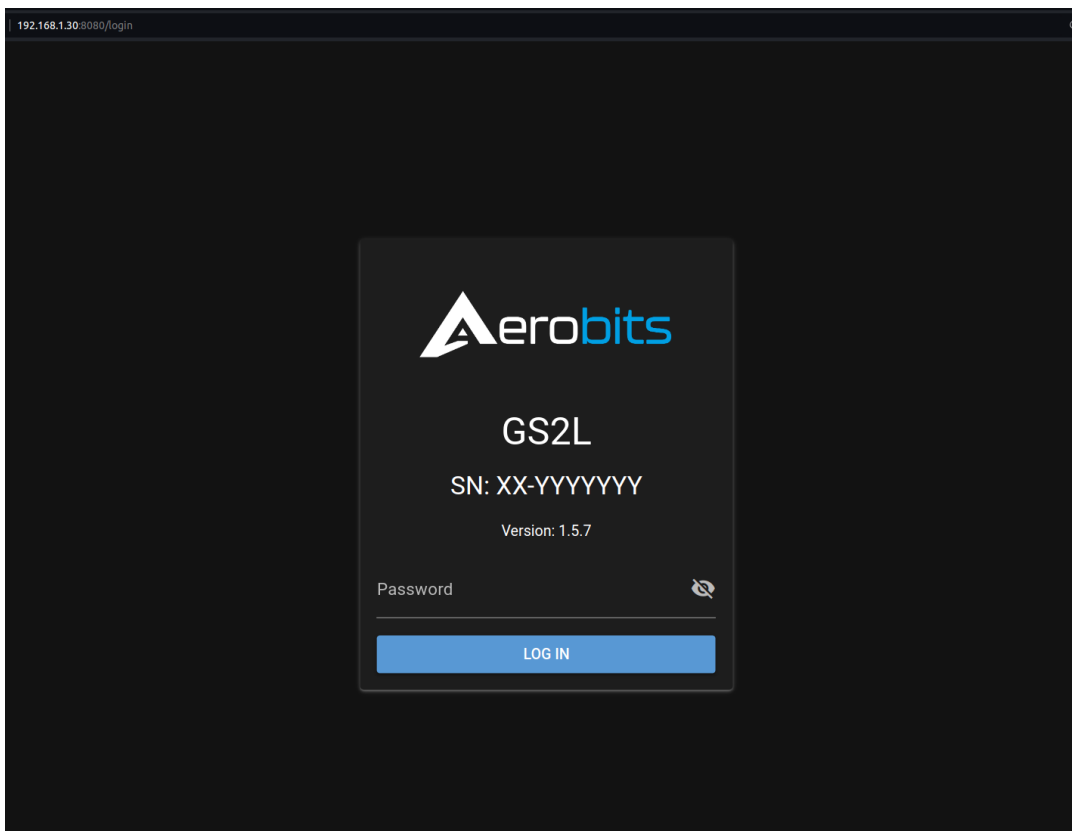 192.168.1.30:8080/login
Aerobits
GS2L
SN: XX-YYYYYYY
Version: 1.5.7
Password
LOG IN